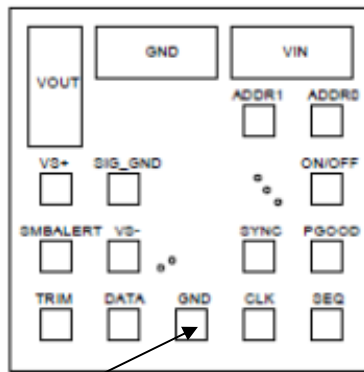 VOUT GND VIN
ADDR1 ADDR0
VS+ SIG_GND ON/OFF
SMBALERT VS- SYNC PGOOD
TRIM DATA GND CLK SEQ